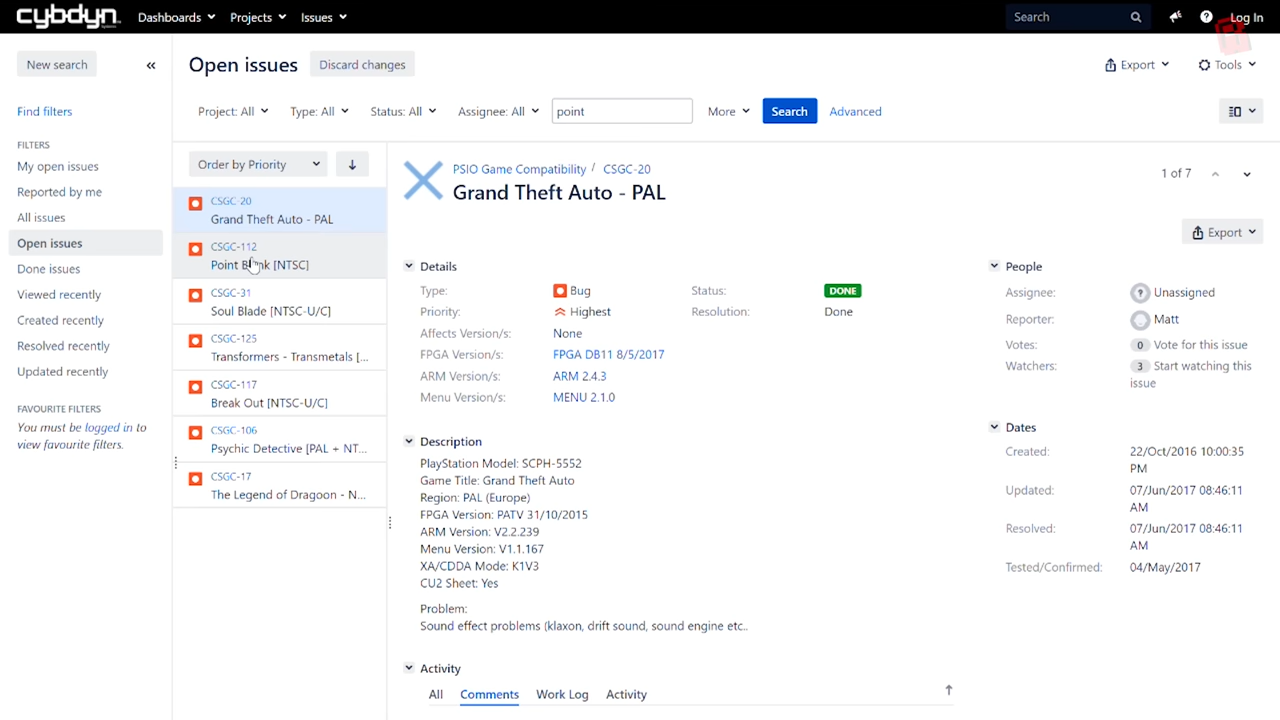 cybdyn Systems
Dashboards Projects Issues
Search
Log In
New search
Find filters
FILTERS
My open issues
Reported by me
All issues
Open issues
Done issues
Viewed recently
Created recently
Resolved recently
Updated recently
FAVOURITE FILTERS
You must be logged in to
view favourite filters.
Open issues Discard changes
Export Tools
Project: All Type: All Status: All Assignee: All point More Search Advanced
Order by Priority
CSGC-20
Grand Theft Auto - PAL
CSGC-112
Point Blank [NTSC]
CSGC-31
Soul Blade [NTSC-U/C]
CSGC-125
Transformers - Transmetals [...
CSGC-117
Break Out [NTSC-U/C]
CSGC-106
Psychic Detective [PAL + NT...
CSGC-17
The Legend of Dragoon - N...
PSIO Game Compatibility / CSGC-20
Grand Theft Auto - PAL
1 of 7
Export
Details
Type: Bug
Status: DONE
Priority: Highest
Resolution: Done
Affects Version/s: None
FPGA Version/s: FPGA DB11 8/5/2017
ARM Version/s: ARM 2.4.3
Menu Version/s: MENU 2.1.0
Description
PlayStation Model: SCPH-5552
Game Title: Grand Theft Auto
Region: PAL (Europe)
FPGA Version: PATV 31/10/2015
ARM Version: V2.2.239
Menu Version: V1.1.167
XA/CDDA Mode: K1V3
CU2 Sheet: Yes
Problem:
Sound effect problems (klaxon, drift sound, sound engine etc..
Activity
All Comments Work Log Activity
People
Assignee: Unassigned
Reporter: Matt
Votes: 0 Vote for this issue
Watchers: 3 Start watching this
issue
Dates
Created: 22/Oct/2016 10:00:35
PM
Updated: 07/Jun/2017 08:46:11
AM
Resolved: 07/Jun/2017 08:46:11
AM
Tested/Confirmed: 04/May/2017